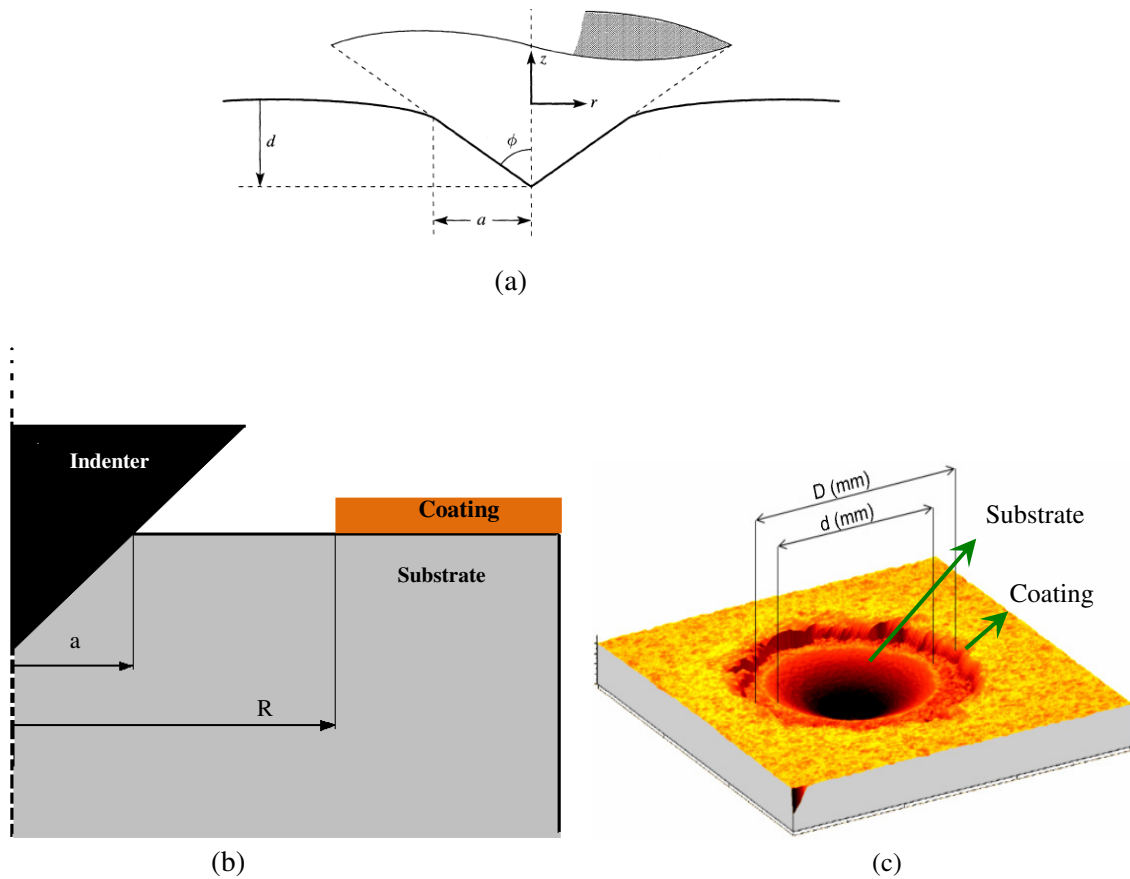 z
r
d
ϕ
a
(a)
Indenter
Coating
Substrate
a
R
(b)
D (mm)
d (mm)
Substrate
Coating
(c)